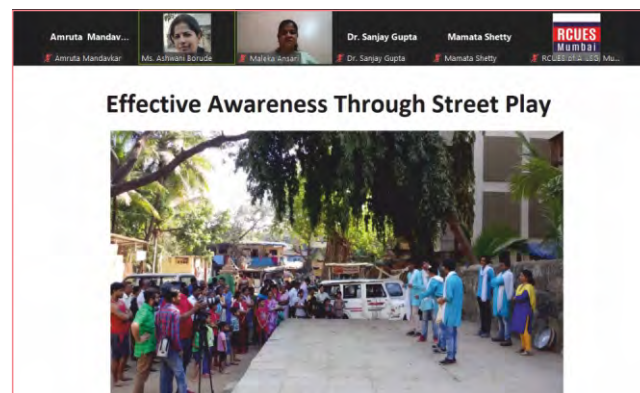 Amruta Mandav...
Dr. Sanjay Gupta
Mamata Shetty
RCUES
Mumbai
Amruta Mandavkar
Ms. Ashwani Borude
Maleka Ansari
Dr. Sanjay Gupta
Mamata Shetty
RCUES of AILSG, Mu...
Effective Awareness Through Street Play